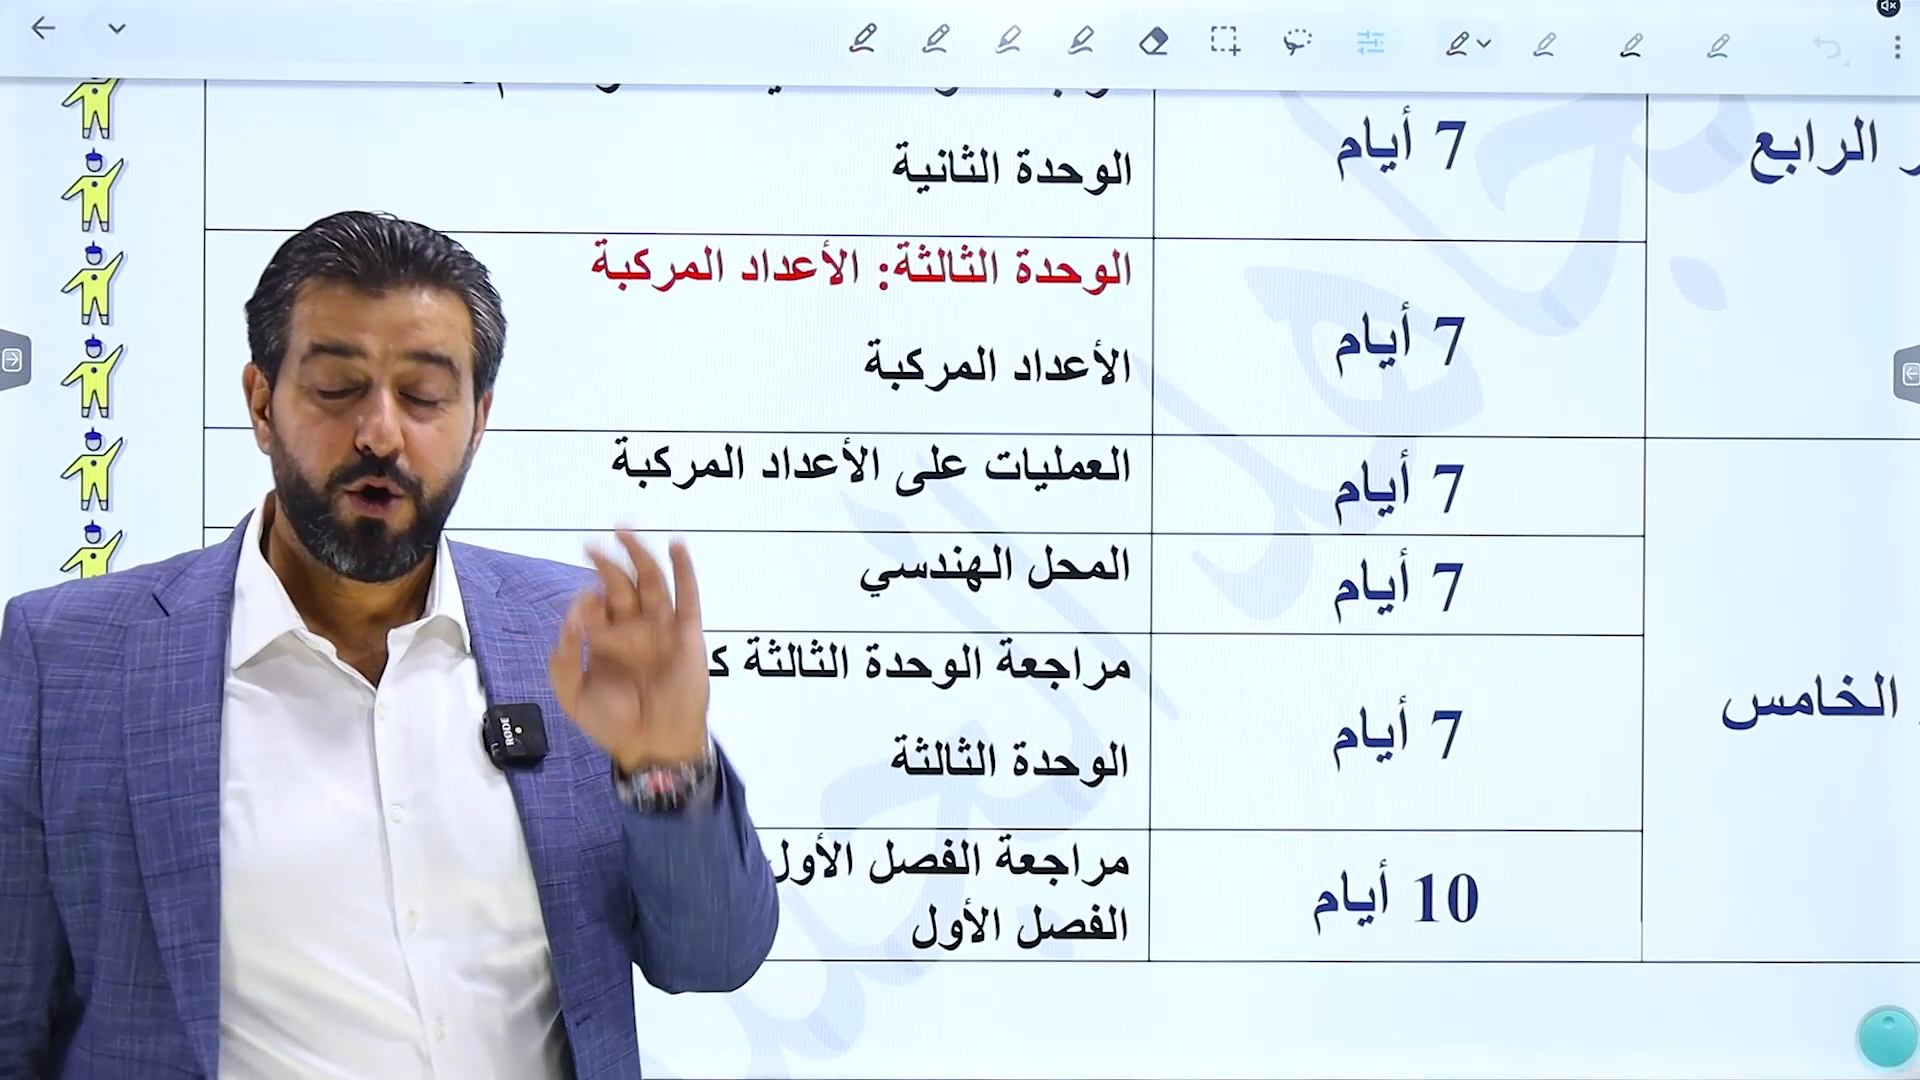 الرابع
7 أيام
الوحدة الثانية
7 أيام
الوحدة الثالثة: الأعداد المركبة
الأعداد المركبة
الخامس
7 أيام
العمليات على الأعداد المركبة
7 أيام
المحل الهندسي
7 أيام
مراجعة الوحدة الثالثة
الوحدة الثالثة
10 أيام
مراجعة الفصل الأول
الفصل الأول
RODE